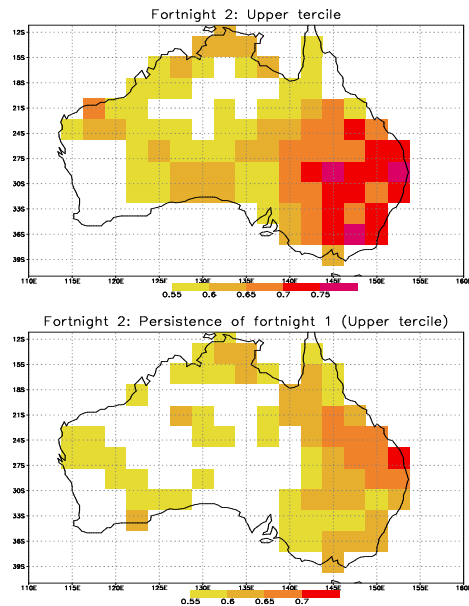 Fortnight 2: Upper tercile
12S
15S
18S
21S
24S
27S
30S
33S
36S
39S
110E 115E 120E 125E 130E 135E 140E 145E 150E 155E 160E
0.55 0.6 0.65 0.7 0.75
Fortnight 2: Persistence of fortnight 1 (Upper tercile)
12S
15S
18S
21S
24S
27S
30S
33S
36S
39S
110E 115E 120E 125E 130E 135E 140E 145E 150E 155E 160E
0.55 0.6 0.65 0.7